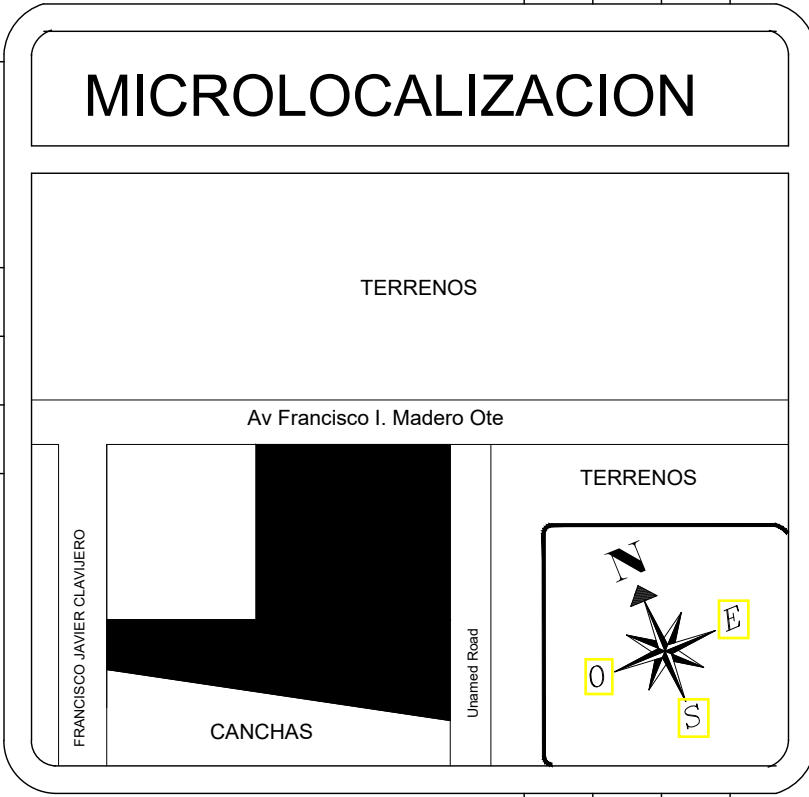 MICROLOCALIZACION
TERRENOS
Av Francisco I. Madero Ote
TERRENOS
FRANCISCO JAVIER CLAVIJERO
Unamed Road
CANCHAS
N
E
O
S